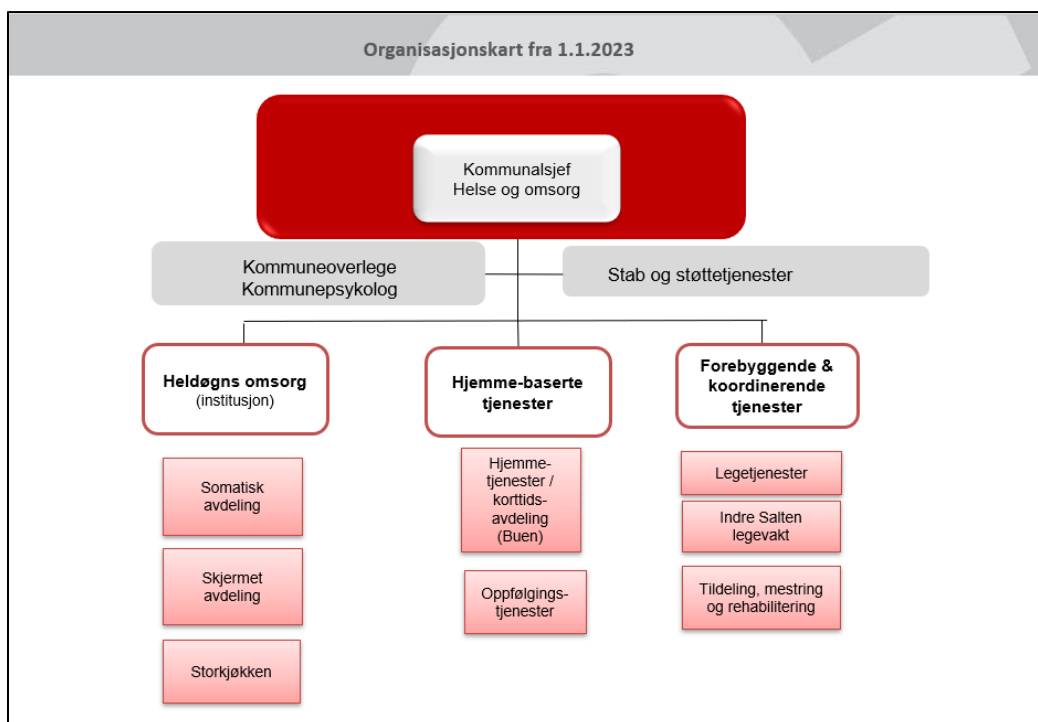 Organisasjonskart fra 1.1.2023
Kommunalsjef
Helse og omsorg
Kommuneoverlege
Kommunepsykolog
Stab og støttetjenester
Heldøgns omsorg
(institusjon)
Somatisk
avdeling
Skjermet
avdeling
Storkjøkken
Hjemme-baserte
tjenester
Hjemme-
tjenester /
korttids-
avdeling
(Buen)
Oppfølgings-
tjenester
Forebyggende &
koordinerende
tjenester
Legetjenester
Indre Salten
legevakt
Tildeling, mestring
og rehabilitering